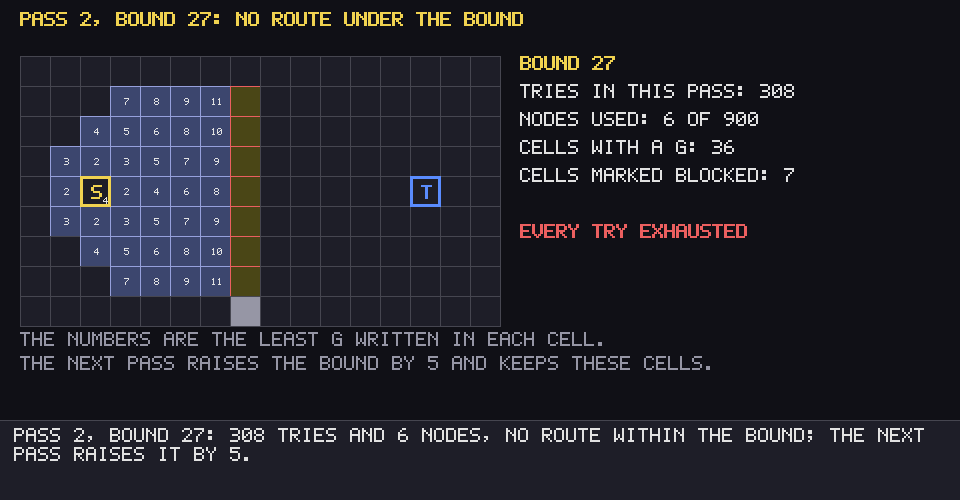 PASS 2, BOUND 27: NO ROUTE UNDER THE BOUND
BOUND 27
TRIES IN THIS PASS: 308
NODES USED: 6 OF 900
CELLS WITH A G: 36
CELLS MARKED BLOCKED: 7
EVERY TRY EXHAUSTED
7 8 9 11
4 5 6 8 10
3 2 3 5 7 9
2 S 4 2 4 6 8 T
3 2 3 5 7 9
4 5 6 8 10
7 8 9 11
THE NUMBERS ARE THE LEAST G WRITTEN IN EACH CELL.
THE NEXT PASS RAISES THE BOUND BY 5 AND KEEPS THESE CELLS.
PASS 2, BOUND 27: 308 TRIES AND 6 NODES, NO ROUTE WITHIN THE BOUND; THE NEXT
PASS RAISES IT BY 5.